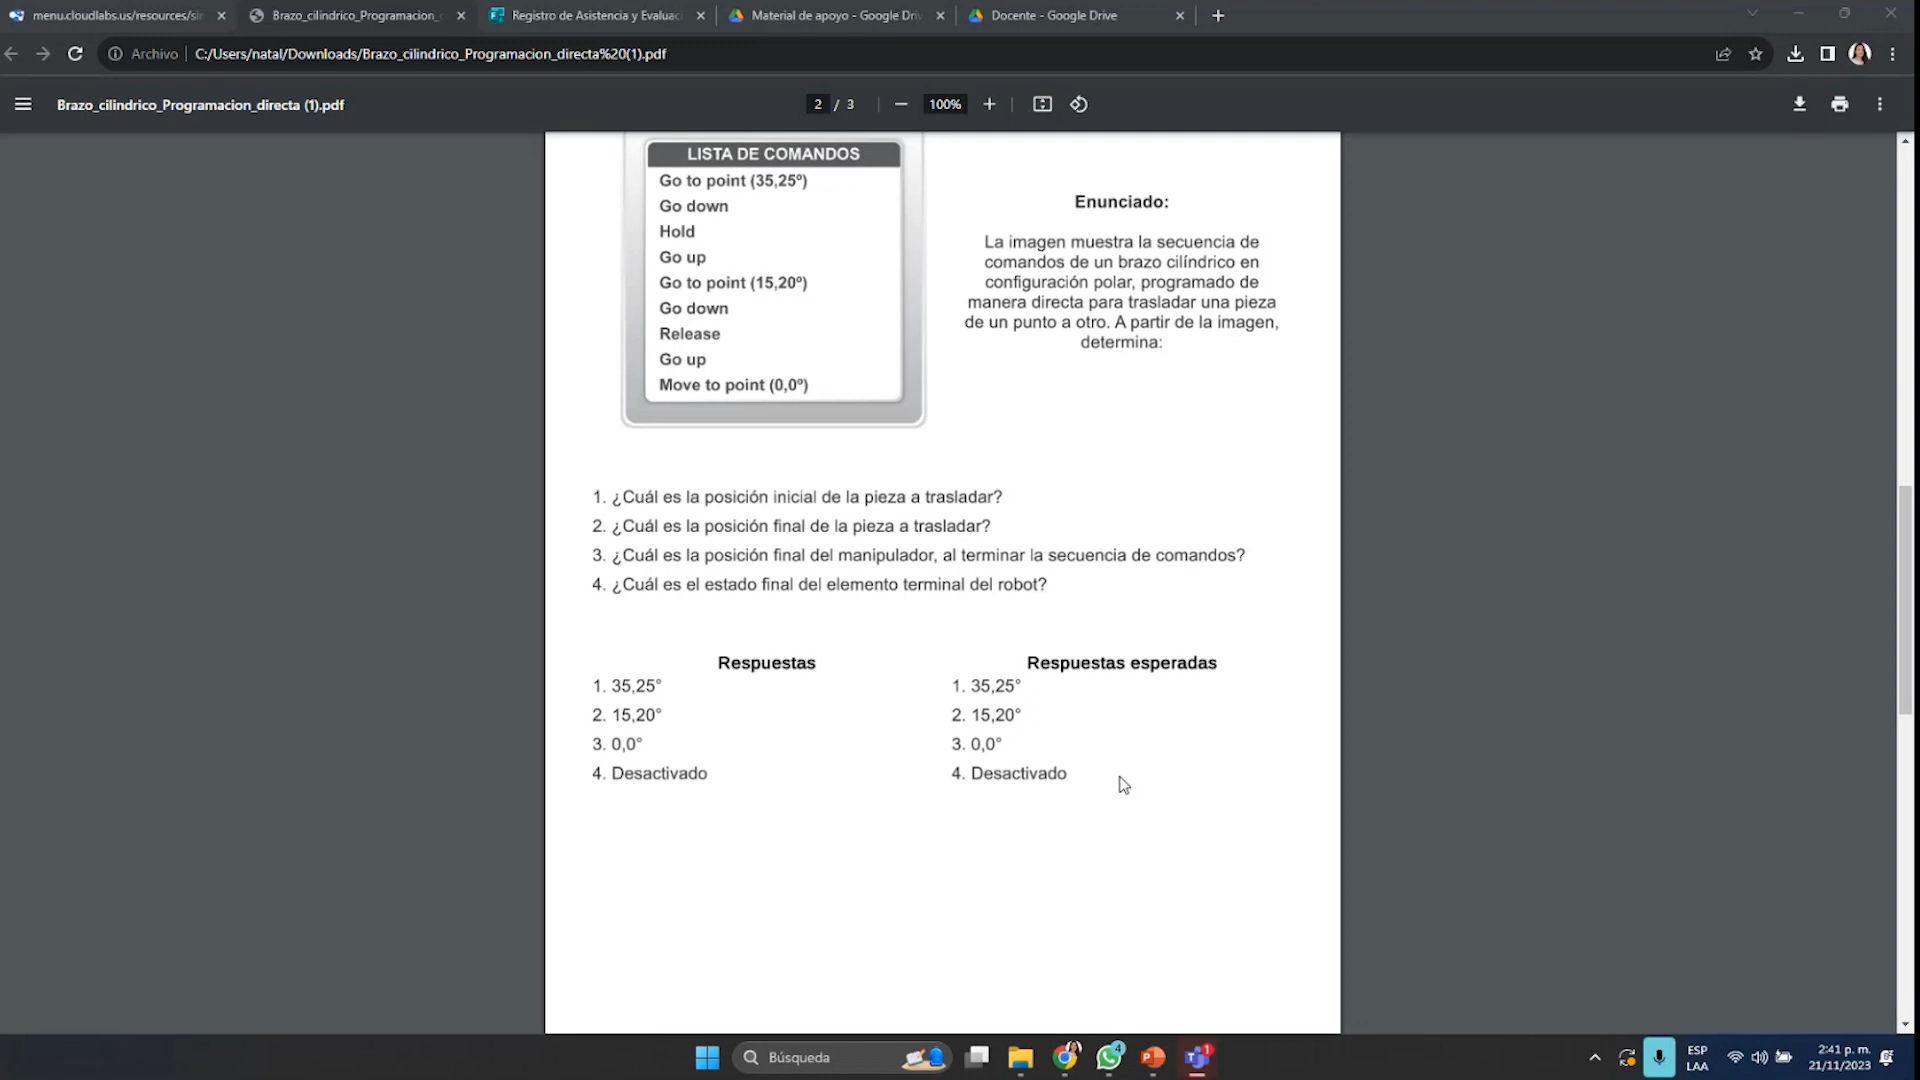 menu.cloudlabs.us/resources/sir
Brazo_cilindrico_Programacion_
Registro de Asistencia y Evaluac
Material de apoyo - Google Driv
Docente - Google Drive
Archivo
C:/Users/natal/Downloads/Brazo_cilindrico_Programacion_directa%20(1).pdf
Brazo_cilindrico_Programacion_directa (1).pdf
2 / 3
100%
LISTA DE COMANDOS
Go to point (35,25º)
Go down
Hold
Go up
Go to point (15,20º)
Go down
Release
Go up
Move to point (0,0º)
Enunciado:
La imagen muestra la secuencia de
comandos de un brazo cilíndrico en
configuración polar, programado de
manera directa para trasladar una pieza
de un punto a otro. A partir de la imagen,
determina:
1. ¿Cuál es la posición inicial de la pieza a trasladar?
2. ¿Cuál es la posición final de la pieza a trasladar?
3. ¿Cuál es la posición final del manipulador, al terminar la secuencia de comandos?
4. ¿Cuál es el estado final del elemento terminal del robot?
Respuestas
1. 35,25°
2. 15,20°
3. 0,0°
4. Desactivado
Respuestas esperadas
1. 35,25°
2. 15,20°
3. 0,0°
4. Desactivado
Búsqueda
4
1
ESP
LAA
2:41 p. m.
21/11/2023